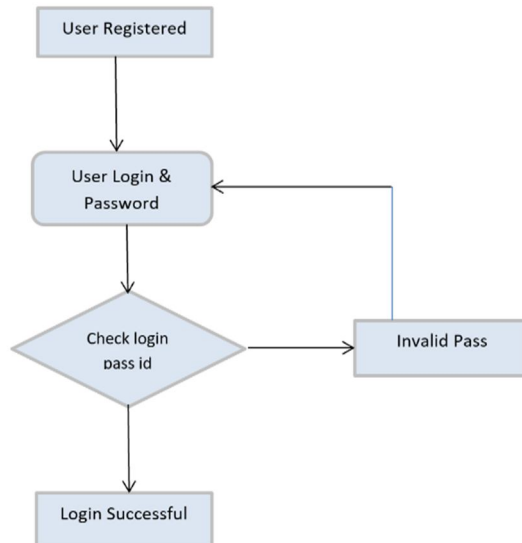 User Registered
User Login &
Password
Check login
pass id
Invalid Pass
Login Successful